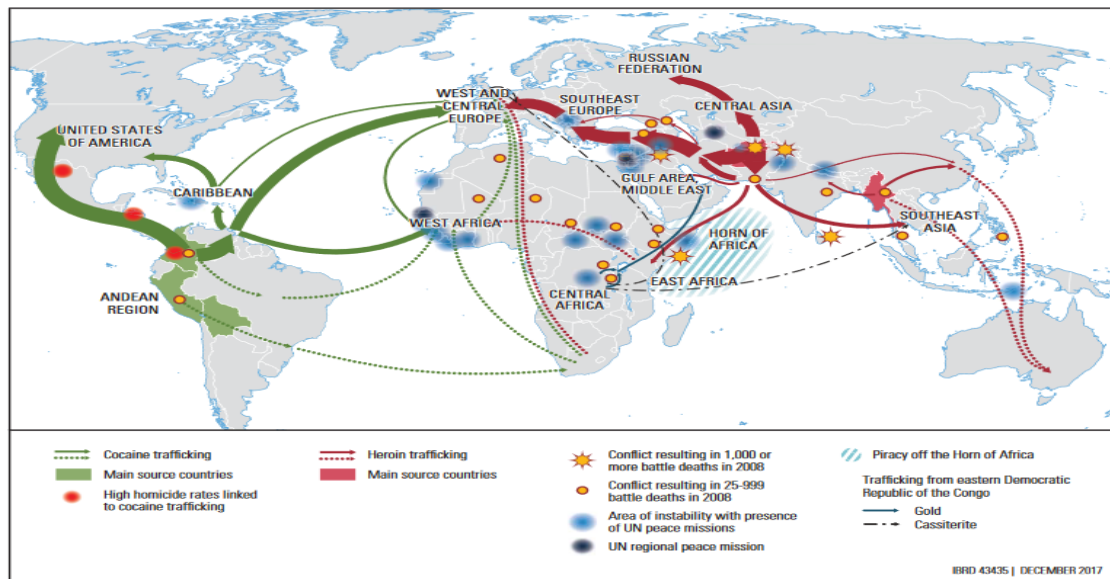 RUSSIAN
FEDERATION
WEST AND
CENTRAL
EUROPE
SOUTHEAST
EUROPE
CENTRAL ASIA
UNITED STATES
OF AMERICA
CARIBBEAN
GULF AREA,
MIDDLE EAST
WEST AFRICA
SOUTHEAST
ASIA
HORN OF
AFRICA
ANDEAN
REGION
CENTRAL
AFRICA
EAST AFRICA
Cocaine trafficking
Main source countries
High homicide rates linked
to cocaine trafficking
Heroin trafficking
Main source countries
Conflict resulting in 1,000 or
more battle deaths in 2008
Conflict resulting in 25-999
battle deaths in 2008
Area of instability with presence
of UN peace missions
UN regional peace mission
Piracy off the Horn of Africa
Trafficking from eastern Democratic
Republic of the Congo
Gold
Cassiterite
IBRD 43435 | DECEMBER 2017